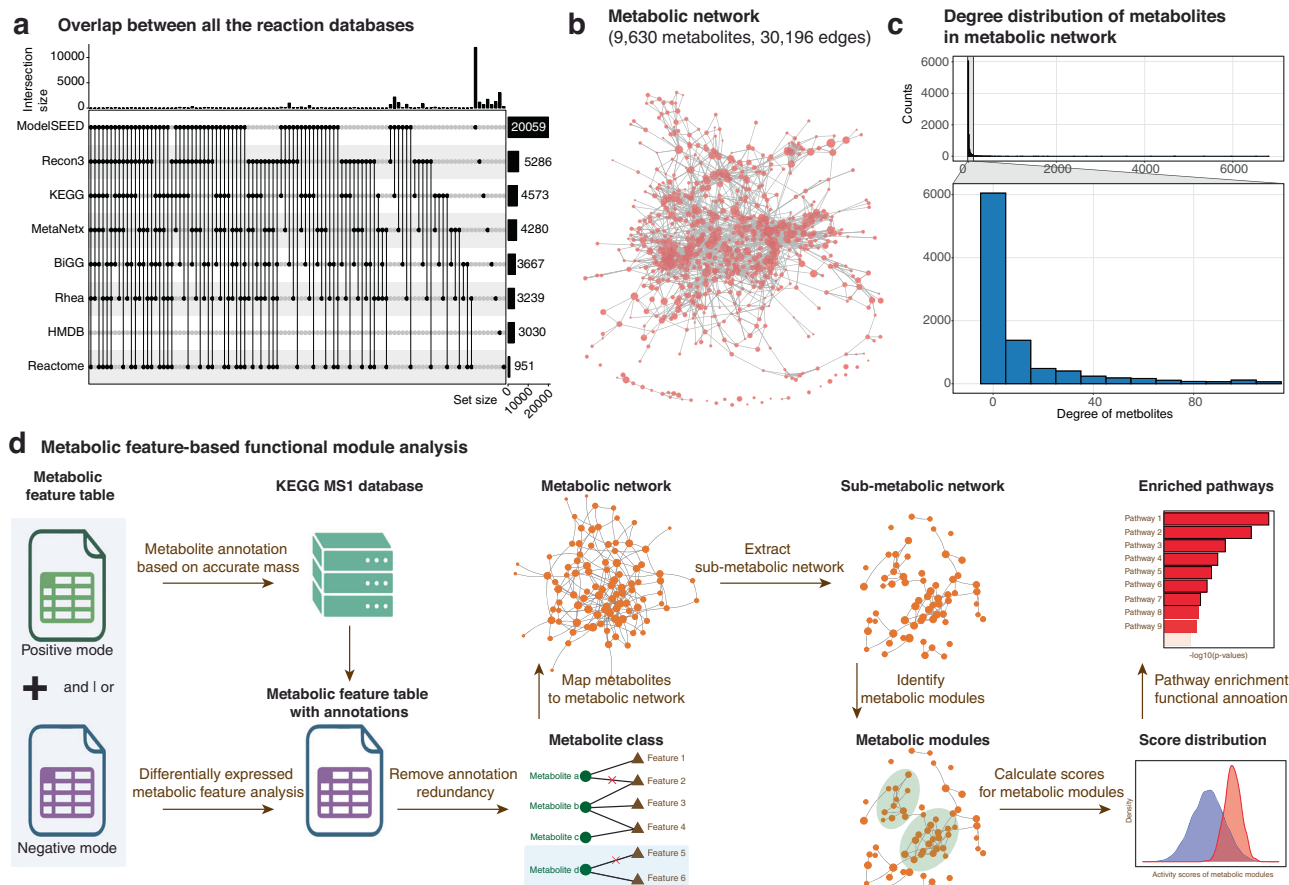 a
Overlap between all the reaction databases
Intersection
size
10000
5000
0
ModelSEED
Recon3
KEGG
MetaNetx
BiGG
Rhea
HMDB
Reactome
20059
5286
4573
4280
3667
3239
3030
951
Set size
0
10000
20000
b
Metabolic network
(9,630 metabolites, 30,196 edges)
c
Degree distribution of metabolites
in metabolic network
Counts
6000
4000
2000
0
0
2000
4000
6000
6000
4000
2000
0
0
40
80
Degree of metbolites
d
Metabolic feature-based functional module analysis
Metabolic
feature table
Positive mode
+ and | or
Negative mode
Metabolite annotation
based on accurate mass
Differentially expressed
metabolic feature analysis
KEGG MS1 database
Metabolic feature table
with annotations
Remove annotation
redundancy
Metabolic network
Map metabolites
to metabolic network
Metabolite class
Metabolite a
Metabolite b
Metabolite c
Metabolite d
Feature 1
Feature 2
Feature 3
Feature 4
Feature 5
Feature 6
Extract
sub-metabolic network
Sub-metabolic network
Identify
metabolic modules
Metabolic modules
Calculate scores
for metabolic modules
Enriched pathways
Pathway 1
Pathway 2
Pathway 3
Pathway 4
Pathway 5
Pathway 6
Pathway 7
Pathway 8
Pathway 9
-log10(p-values)
Pathway enrichment
functional annoation
Score distribution
Density
Activity scores of metabolic modules